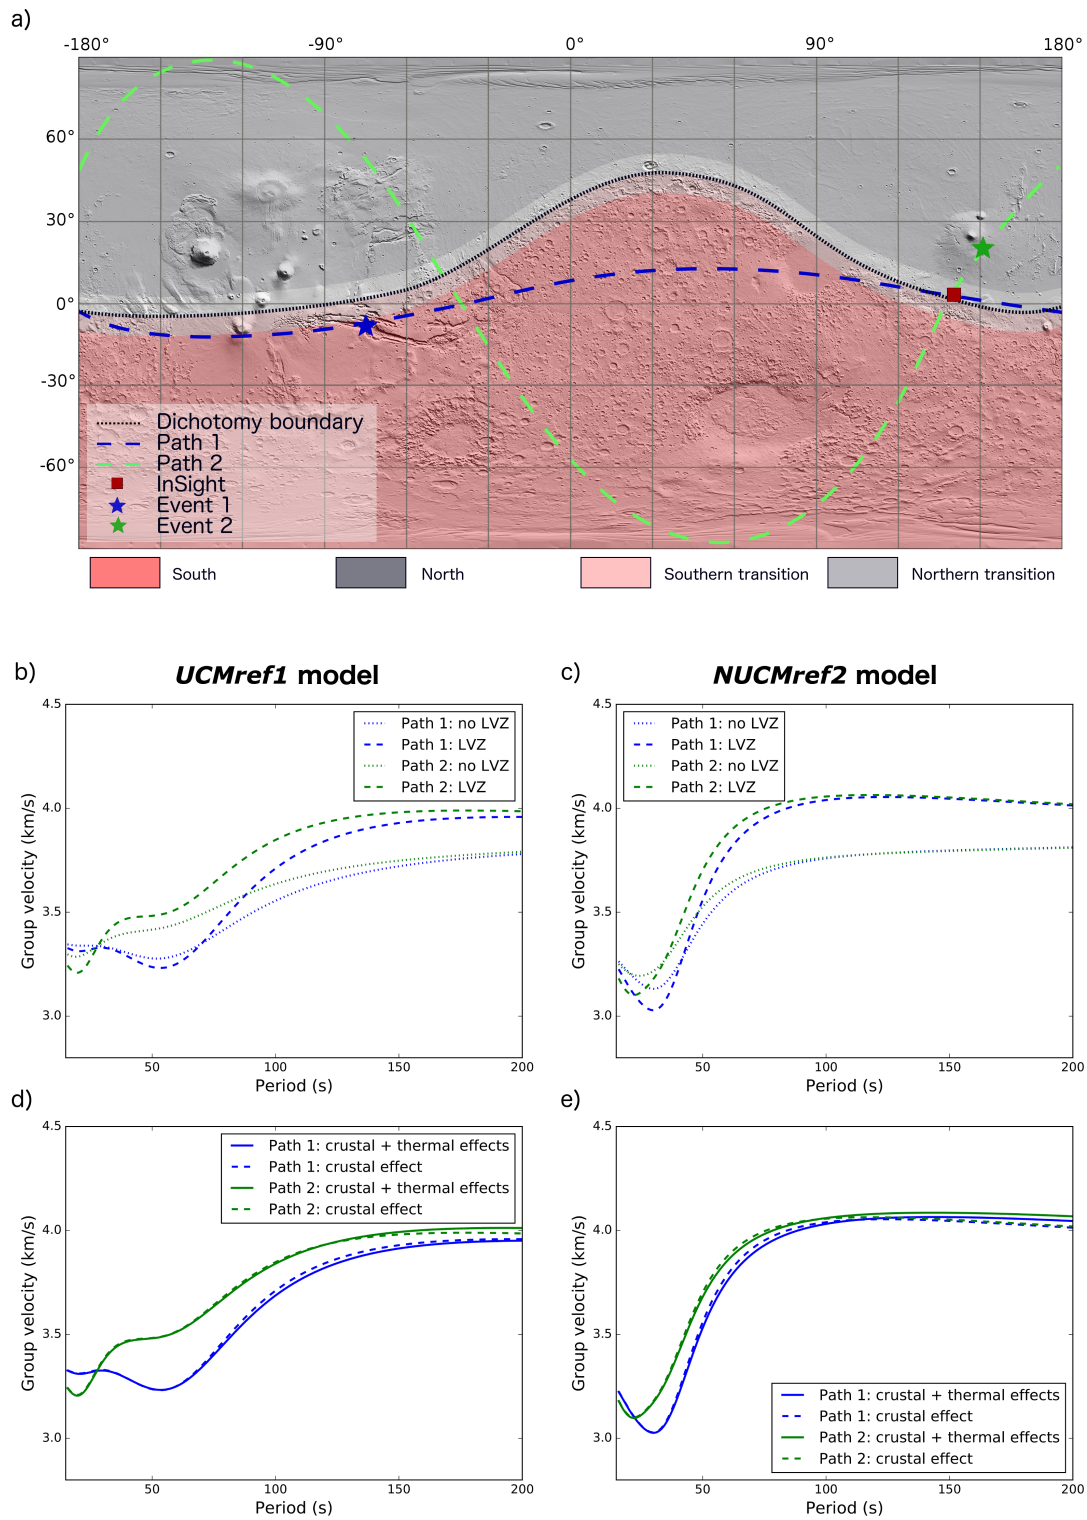 a)
-180° -90° 0° 90° 180°
60°
30°
0°
-30°
-60°
Dichotomy boundary
Path 1
Path 2
InSight
Event 1
Event 2
South North Southern transition Northern transition
b) UCMref1 model
4.5
4.0
3.5
3.0
Group velocity (km/s)
Path 1: no LVZ
Path 1: LVZ
Path 2: no LVZ
Path 2: LVZ
50 100 150 200
Period (s)
c) NUCMref2 model
4.5
4.0
3.5
3.0
Group velocity (km/s)
Path 1: no LVZ
Path 1: LVZ
Path 2: no LVZ
Path 2: LVZ
50 100 150 200
Period (s)
d)
4.5
4.0
3.5
3.0
Group velocity (km/s)
Path 1: crustal + thermal effects
Path 1: crustal effect
Path 2: crustal + thermal effects
Path 2: crustal effect
50 100 150 200
Period (s)
e)
4.5
4.0
3.5
3.0
Group velocity (km/s)
Path 1: crustal + thermal effects
Path 1: crustal effect
Path 2: crustal + thermal effects
Path 2: crustal effect
50 100 150 200
Period (s)